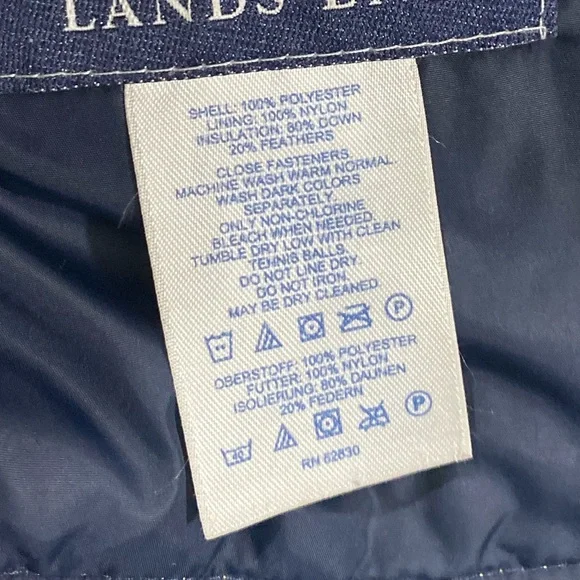 LANDS' E
SHELL: 100% POLYESTER
LINING: 100% NYLON
INSULATION: 80% DOWN
20% FEATHERS
CLOSE FASTENERS.
MACHINE WASH WARM NORMAL.
WASH DARK COLORS
SEPARATELY.
ONLY NON-CHLORINE
BLEACH WHEN NEEDED.
TUMBLE DRY LOW WITH CLEAN
TENNIS BALLS.
DO NOT LINE DRY.
DO NOT IRON.
MAY BE DRY CLEANED.
P
OBERSTOFF: 100% POLYESTER
FUTTER: 100% NYLON
ISOLIERUNG: 80% DAUNEN
20% FEDERN
40 P
RN 62830